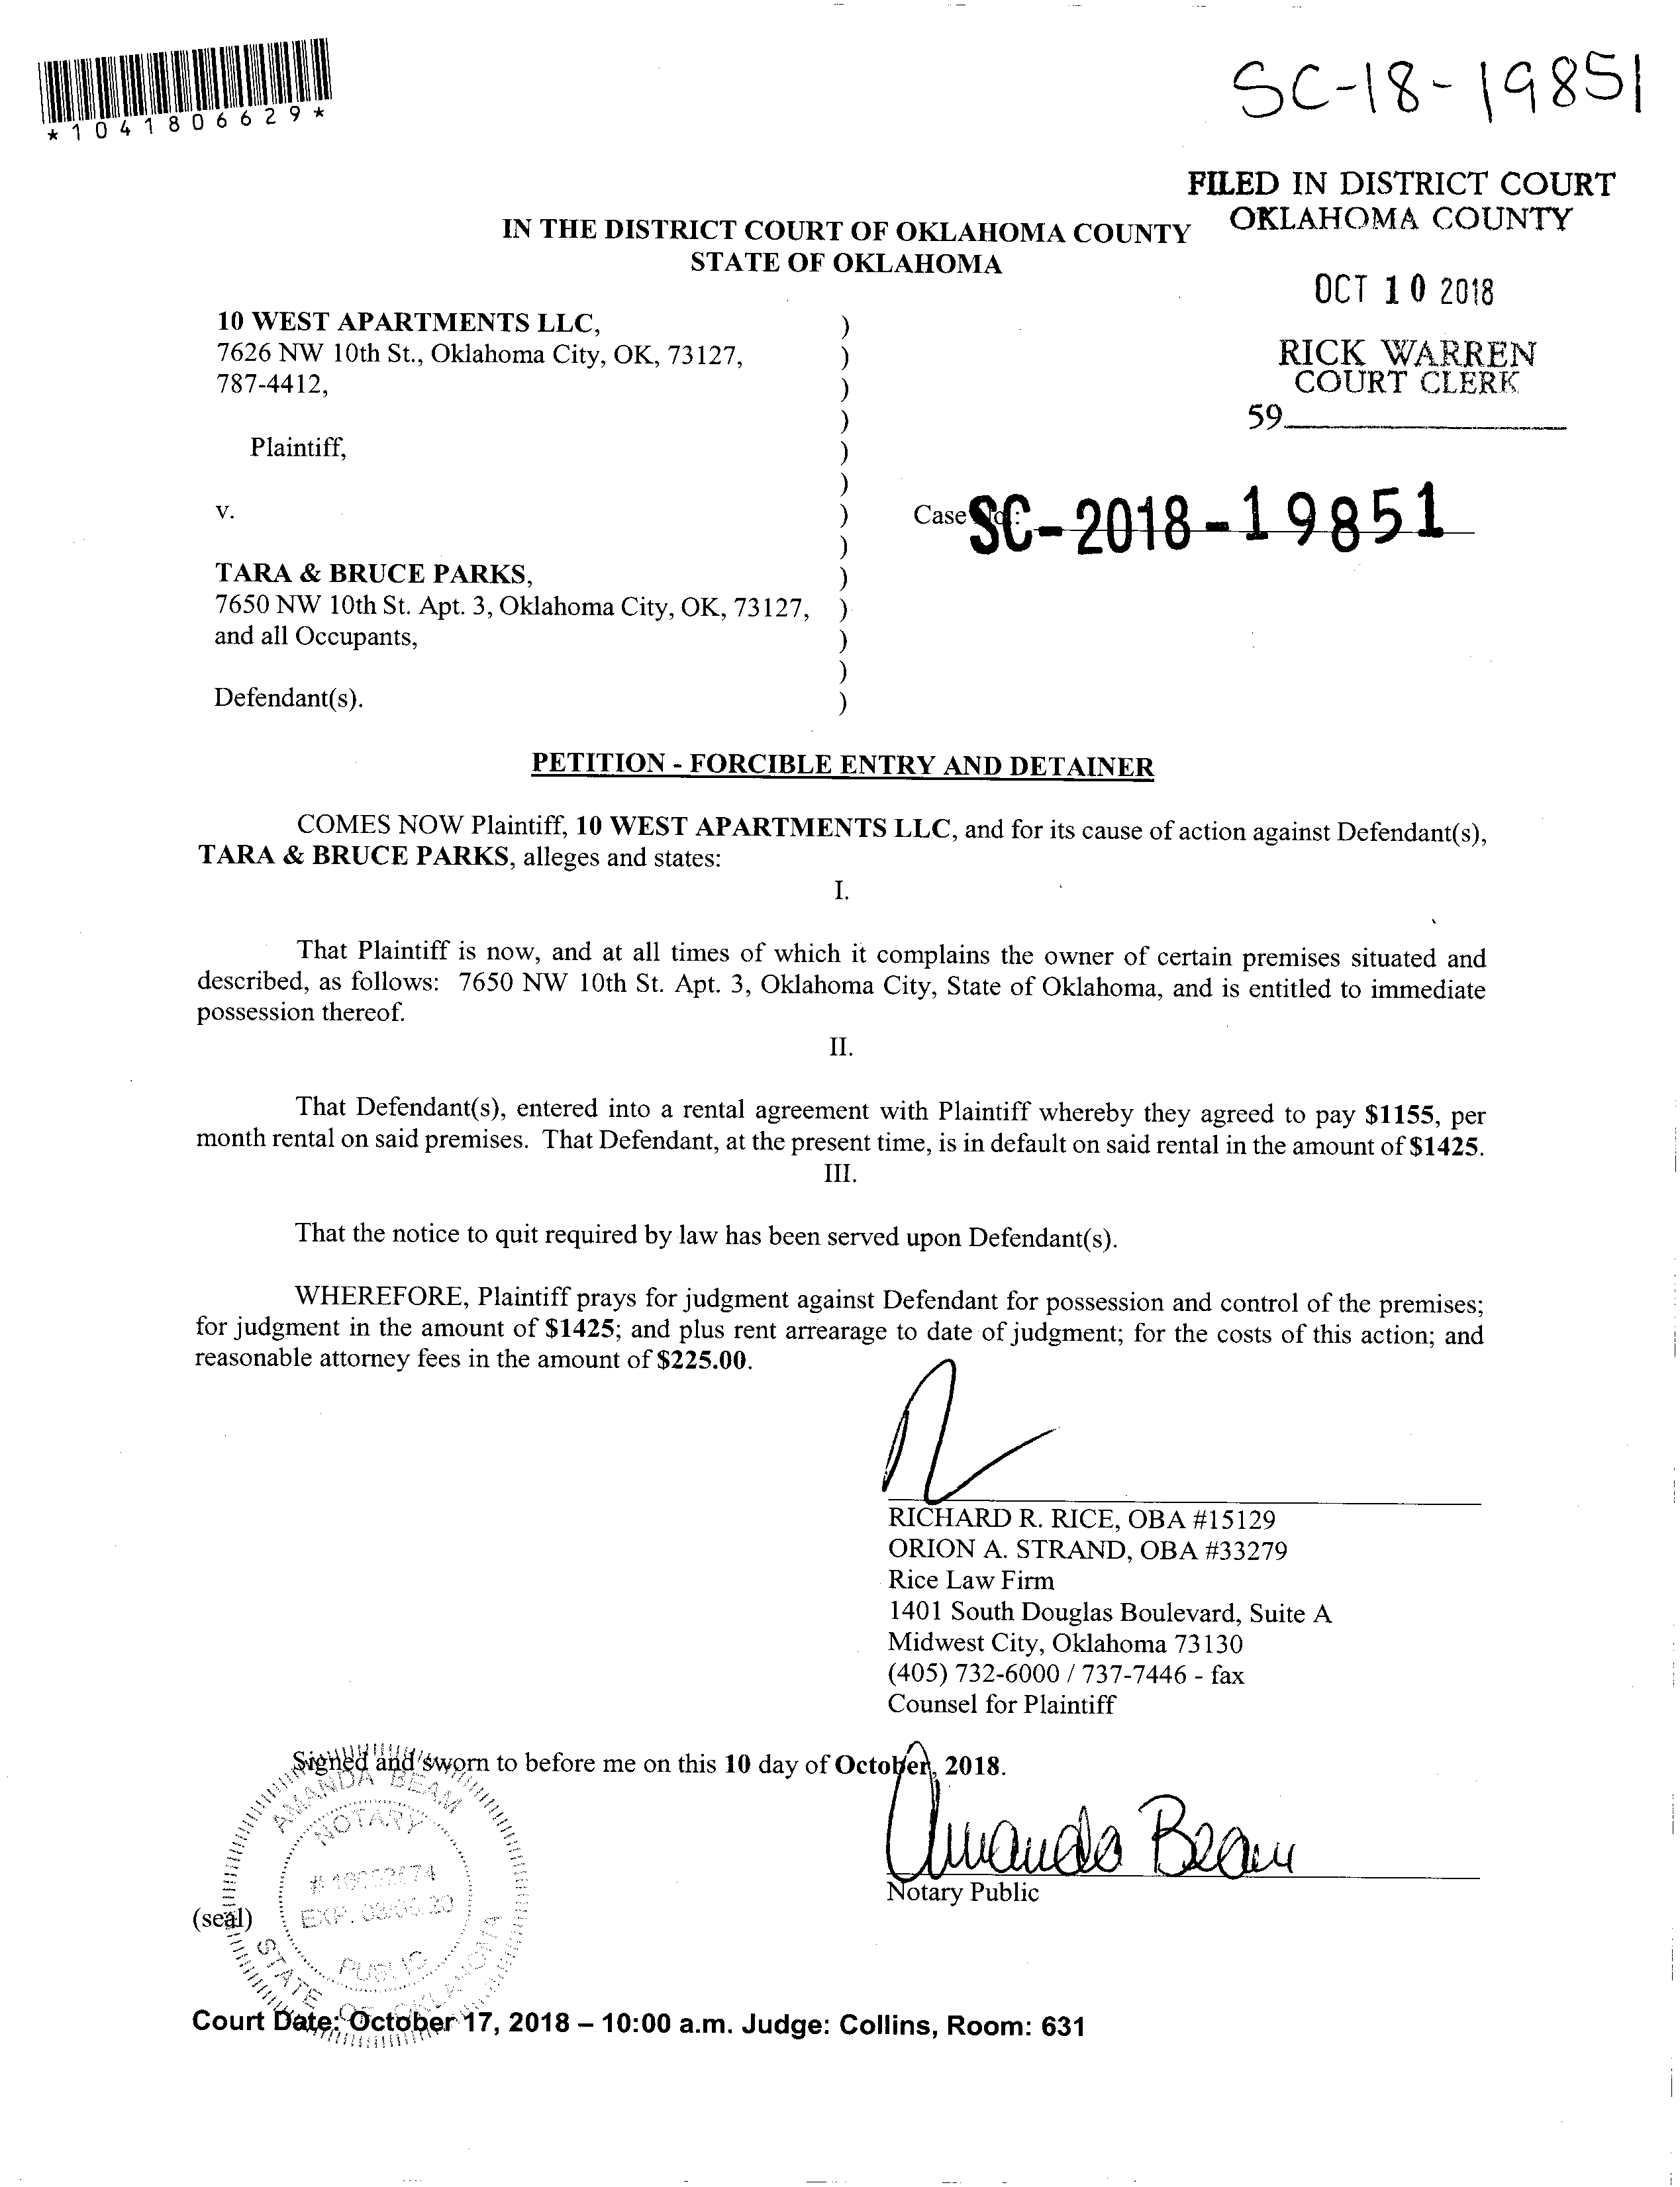 *1041806629*
SC-18-19851
FILED IN DISTRICT COURT
OKLAHOMA COUNTY
IN THE DISTRICT COURT OF OKLAHOMA COUNTY
STATE OF OKLAHOMA
OCT 10 2018
RICK WARREN
COURT CLERK
59
10 WEST APARTMENTS LLC, )
7626 NW 10th St., Oklahoma City, OK, 73127, )
787-4412, )
)
Plaintiff, )
)
v. )
Case No.: SC-2018-19851
)
TARA & BRUCE PARKS, )
7650 NW 10th St. Apt. 3, Oklahoma City, OK, 73127, )
and all Occupants, )
)
Defendant(s). )
PETITION - FORCIBLE ENTRY AND DETAINER
COMES NOW Plaintiff, 10 WEST APARTMENTS LLC, and for its cause of action against Defendant(s),
TARA & BRUCE PARKS, alleges and states:
I.
That Plaintiff is now, and at all times of which it complains the owner of certain premises situated and
described, as follows: 7650 NW 10th St. Apt. 3, Oklahoma City, State of Oklahoma, and is entitled to immediate
possession thereof.
II.
That Defendant(s), entered into a rental agreement with Plaintiff whereby they agreed to pay $1155, per
month rental on said premises. That Defendant, at the present time, is in default on said rental in the amount of $1425.
III.
That the notice to quit required by law has been served upon Defendant(s).
WHEREFORE, Plaintiff prays for judgment against Defendant for possession and control of the premises;
for judgment in the amount of $1425; and plus rent arrearage to date of judgment; for the costs of this action; and
reasonable attorney fees in the amount of $225.00.
RICHARD R. RICE, OBA #15129
ORION A. STRAND, OBA #33279
Rice Law Firm
1401 South Douglas Boulevard, Suite A
Midwest City, Oklahoma 73130
(405) 732-6000 / 737-7446 - fax
Counsel for Plaintiff
Signed and sworn to before me on this 10 day of October, 2018.
AMANDA BEAM
NOTARY
EXP.
PUBLIC
STATE OF OKLAHOMA
Amanda Beam
Notary Public
(seal)
Court Date: October 17, 2018 – 10:00 a.m. Judge: Collins, Room: 631